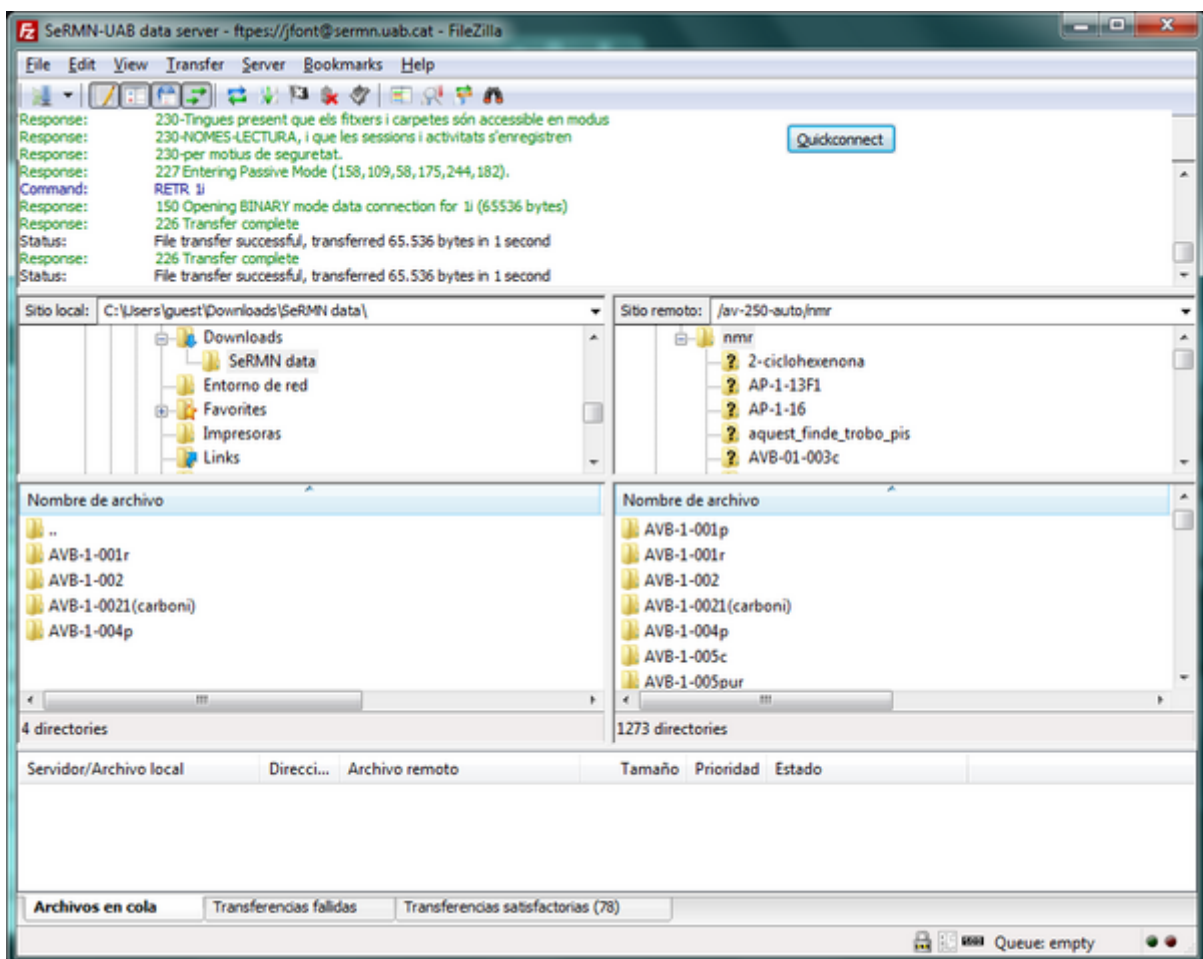 SeRMN-UAB data server - ftpes://jfont@sermn.uab.cat - FileZilla
File Edit View Transfer Server Bookmarks Help
Response: 230-Tingues present que els fitxers i carpetes són accessible en modus
Response: 230-NOMES-LECTURA, i que les sessions i activitats s'enregistren
Response: 230-per motius de seguretat.
Response: 227 Entering Passive Mode (158,109,58,175,244,182).
Command: RETR 1i
Response: 150 Opening BINARY mode data connection for 1i (65536 bytes)
Response: 226 Transfer complete
Status: File transfer successful, transferred 65.536 bytes in 1 second
Response: 226 Transfer complete
Status: File transfer successful, transferred 65.536 bytes in 1 second
Quickconnect
Sitio local: C:\Users\guest\Downloads\SeRMN data\
Downloads
SeRMN data
Entorno de red
Favorites
Impresoras
Links
Sitio remoto: /av-250-auto/nmr
nmr
2-ciclohexenona
AP-1-13F1
AP-1-16
aquest_finde_trobo_pis
AVB-01-003c
Nombre de archivo
..
AVB-1-001r
AVB-1-002
AVB-1-0021(carboni)
AVB-1-004p
4 directories
Nombre de archivo
AVB-1-001p
AVB-1-001r
AVB-1-002
AVB-1-0021(carboni)
AVB-1-004p
AVB-1-005c
AVB-1-005pur
1273 directories
Servidor/Archivo local Direcci... Archivo remoto Tamaño Prioridad Estado
Archivos en cola Transferencias fallidas Transferencias satisfactorias (78)
Queue: empty